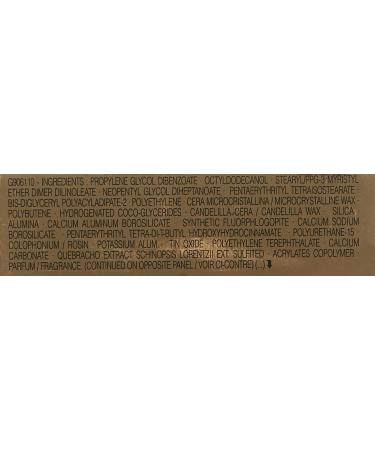 G906110 - INGREDIENTS : PROPYLENE GLYCOL DIBENZOATE · OCTYLDODECANOL · STEARYL/PPG-3 MYRISTYL
ETHER DIMER DILINOLEATE · NEOPENTYL GLYCOL DIHEPTANOATE · PENTAERYTHRITYL TETRAISOSTEARATE
BIS-DIGLYCERYL POLYACYLADIPATE-2 · POLYETHYLENE · CERA MICROCRISTALLINA / MICROCRYSTALLINE WAX ·
POLYBUTENE · HYDROGENATED COCO-GLYCERIDES · CANDELILLA CERA / CANDELILLA WAX · SILICA
ALUMINA · CALCIUM ALUMINUM BOROSILICATE · SYNTHETIC FLUORPHLOGOPITE · CALCIUM SODIUM
BOROSILICATE · PENTAERYTHRITYL TETRA-DI-T-BUTYL HYDROXYHYDROCINNAMATE · POLYURETHANE-15
COLOPHONIUM / ROSIN · POTASSIUM ALUM · TIN OXIDE · POLYETHYLENE TEREPHTHALATE · CALCIUM
CARBONATE · QUEBRACHO EXTRACT SCHINOPSIS LORENTZII EXT. SULFITED · ACRYLATES COPOLYMER
PARFUM / FRAGRANCE. (CONTINUED ON OPPOSITE PANEL / VOIR CI-CONTRE) (...)